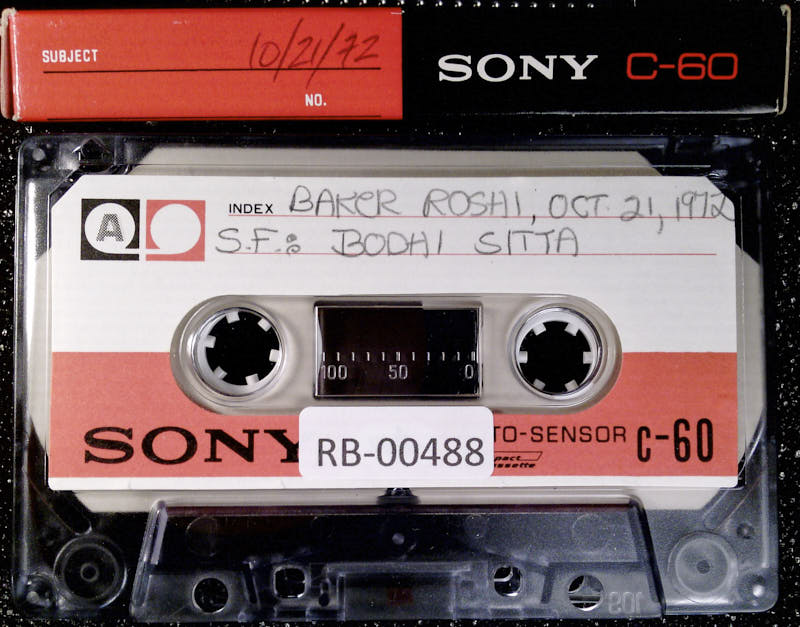 SUBJECT 10/21/72
NO.
SONY C-60
A
INDEX BAKER ROSHI, OCT. 21, 1972
S.F.: BODHI SITTA
100 50 0
SONY TO-SENSOR C-60
RB-00488